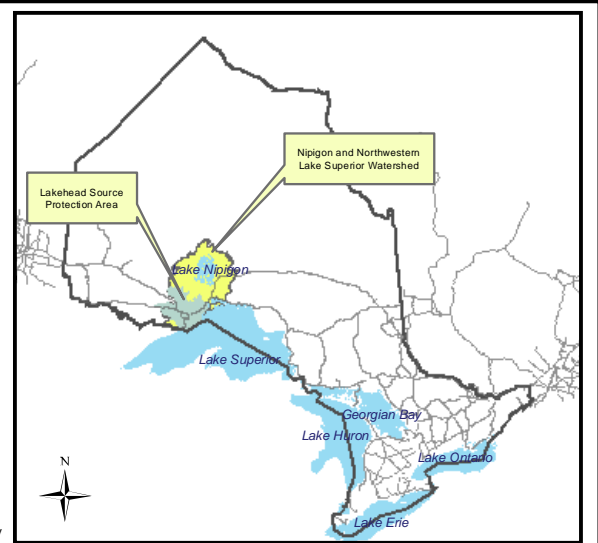 Nipigon and Northwestern
Lake Superior Watershed
Lakehead Source
Protection Area
Lake Nipigon
Lake Superior
Georgian Bay
Lake Huron
Lake Ontario
N
Lake Erie